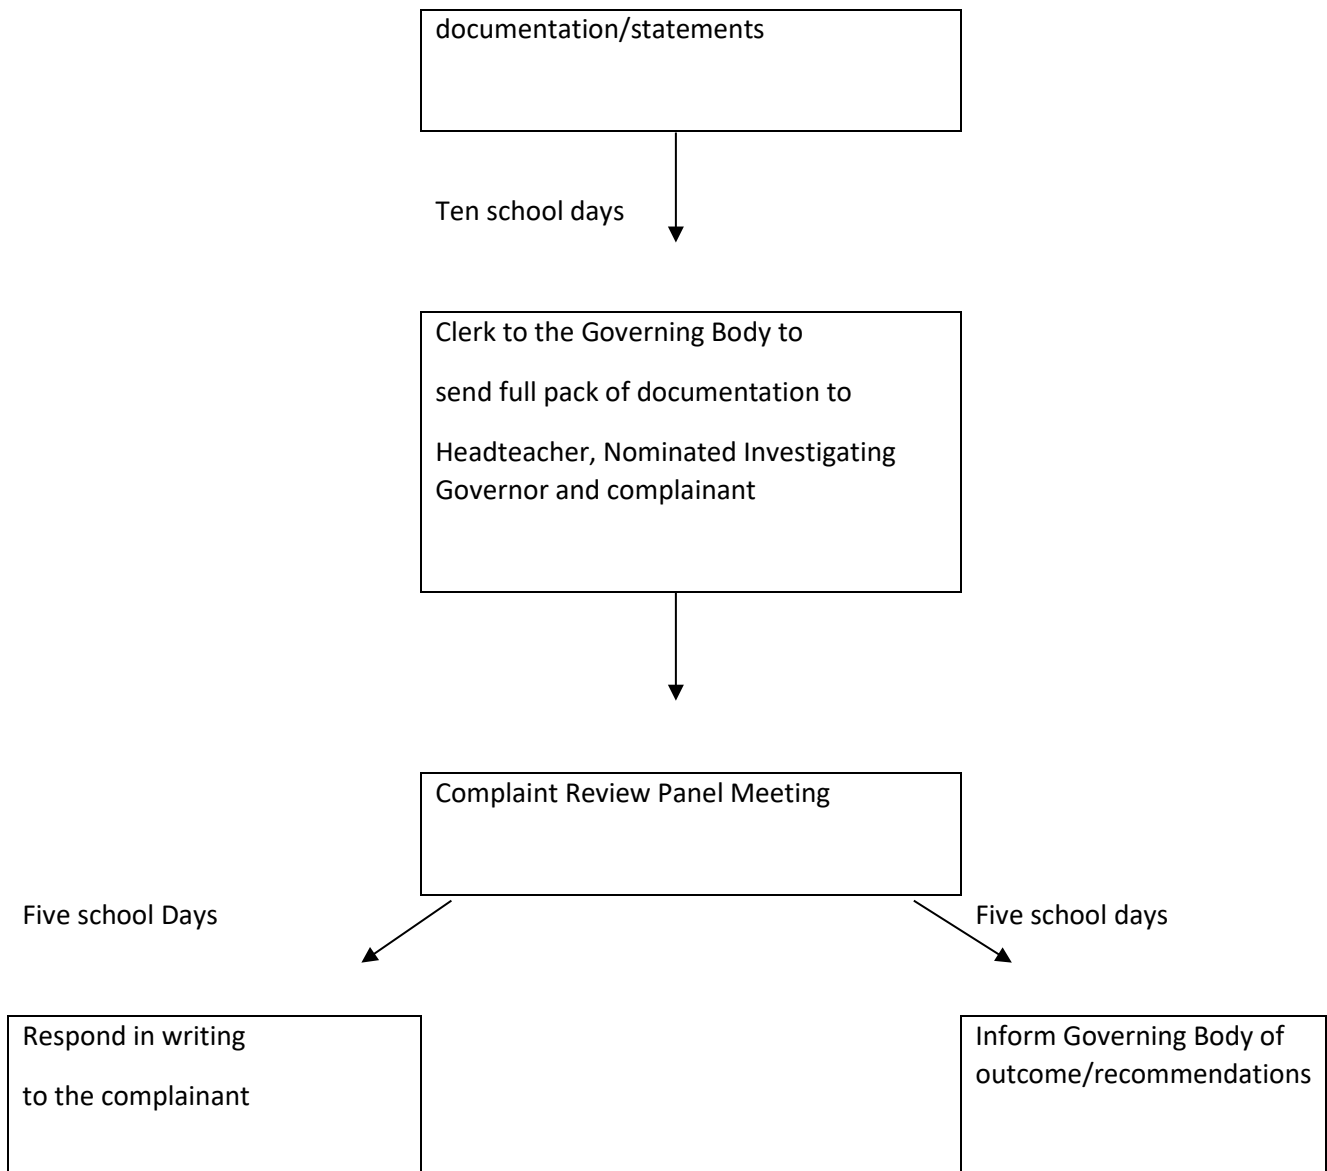 documentation/statements
Ten school days
Clerk to the Governing Body to
send full pack of documentation to
Headteacher, Nominated Investigating
Governor and complainant
Complaint Review Panel Meeting
Five school Days
Five school days
Respond in writing
to the complainant
Inform Governing Body of
outcome/recommendations